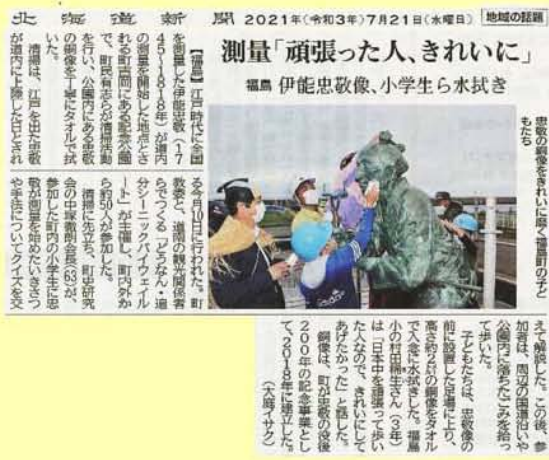 北海道新聞 2021年(令和3年)7月21日(水曜日) 地域の話題
測量「頑張った人、きれいに」
福島 伊能忠敬像、小学生ら水拭き
忠敬の銅像をきれいに磨く福島町の子ど
もたち
【福島】江戸時代に全国
を測量した伊能忠敬(17
45~1818年)が道内
の測量を開始した地点とさ
れる町吉岡にある記念公園
で、町民有志らが清掃活動
を行い、公園内にある忠敬
の銅像を丁寧にタオルで拭
いた。
清掃は、江戸を出た忠敬
が道内に上陸した日とされ
る今月10日に行われた。町
教委と、道南の観光関係者
らでつくる「どうなん・追
分シーニックバイウェイル
ート」が主催し、町内外か
ら約50人が参加した。
清掃に先立ち、町史研究
会の中塚徹朗会長(63)が、
参加した町内の小学生に忠
敬が測量を始めたいきさつ
や手法についてクイズを交
えて解説した。この後、参
加者は、周辺の国道沿いや
公園内に落ちたごみを拾っ
て歩いた。
子どもたちは、忠敬像の
前に設置した足場に上り、
高さ約2㍍の銅像をタオル
で入念に水拭きした。福島
小の村田稀生さん(3年)
は「日本中を頑張って歩い
た人なので、きれいにして
あげたかった」と話した。
銅像は、町が忠敬の没後
200年の記念事業とし
て、2018年に建立した。
(大庭イサク)